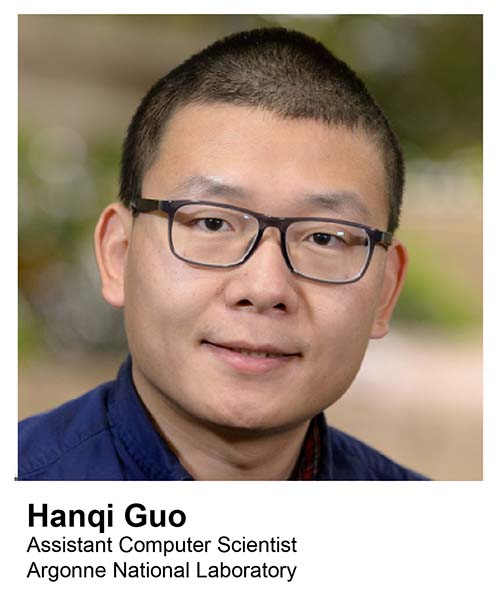 Hanqi Guo
Assistant Computer Scientist
Argonne National Laboratory